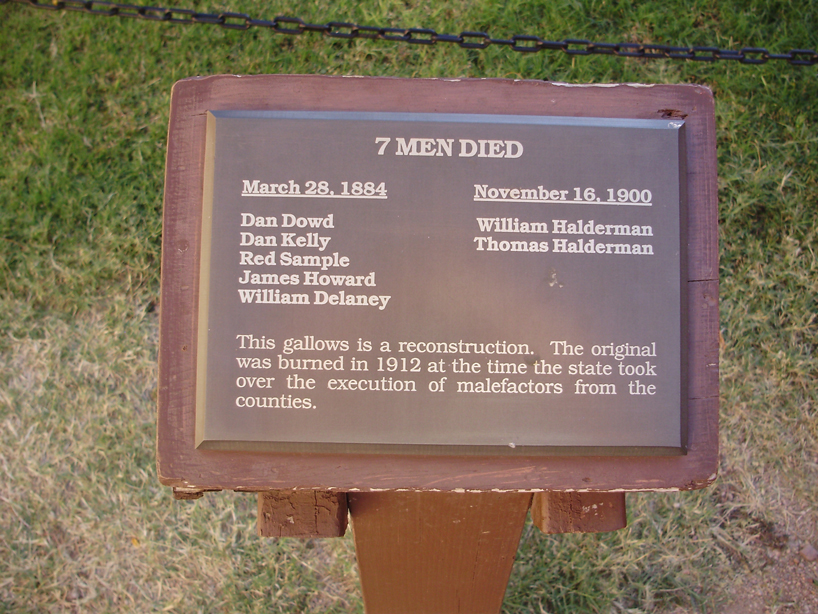 7 MEN DIED
March 28, 1884
Dan Dowd
Dan Kelly
Red Sample
James Howard
William Delaney
November 16, 1900
William Halderman
Thomas Halderman
This gallows is a reconstruction. The original
was burned in 1912 at the time the state took
over the execution of malefactors from the
counties.